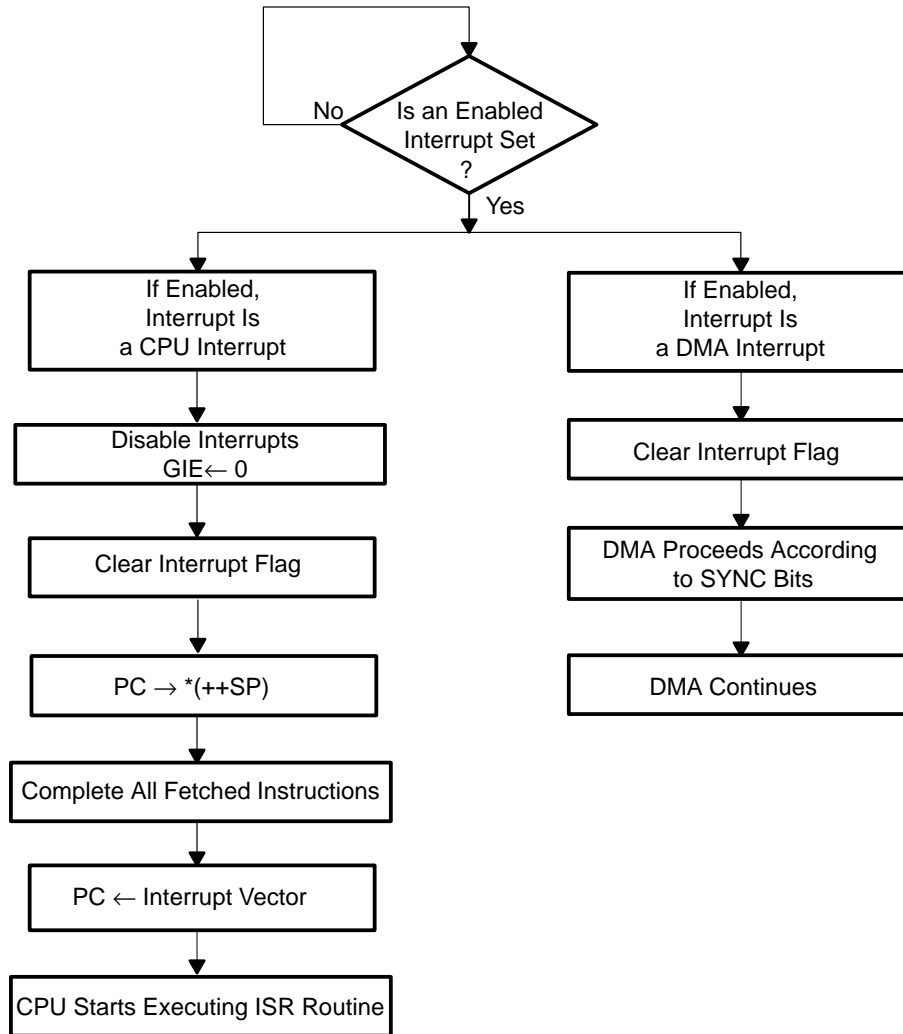 No
Is an Enabled
Interrupt Set
?
Yes
If Enabled,
Interrupt Is
a CPU Interrupt
Disable Interrupts
GIE← 0
Clear Interrupt Flag
PC → *(++SP)
Complete All Fetched Instructions
PC ← Interrupt Vector
CPU Starts Executing ISR Routine
If Enabled,
Interrupt Is
a DMA Interrupt
Clear Interrupt Flag
DMA Proceeds According
to SYNC Bits
DMA Continues